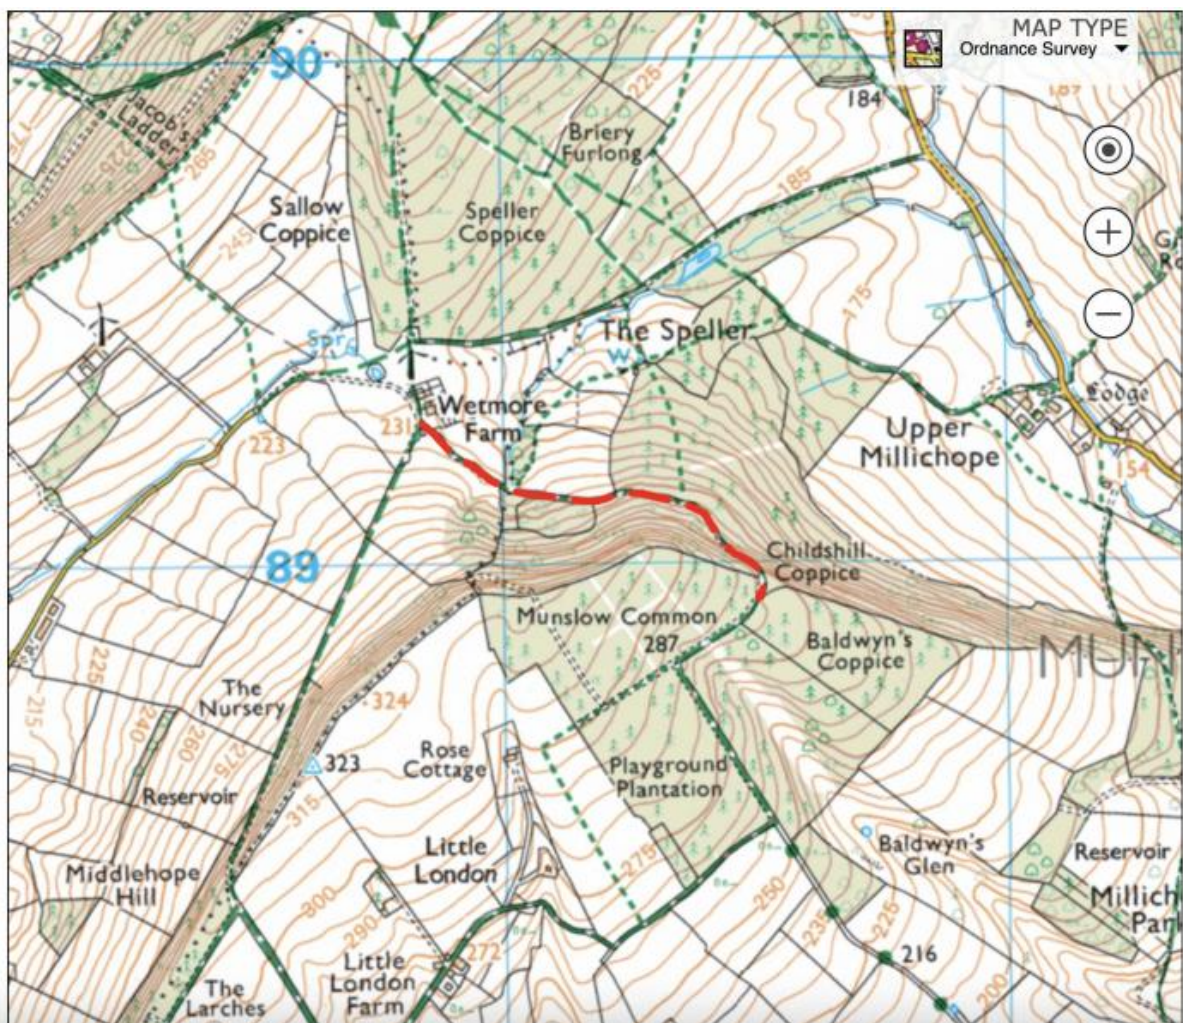 MAP TYPE
Ordnance Survey
90
225
184
Jacob's
Ladder
Briery
Furlong
265
185
Sallow
Coppice
Speller
Coppice
245
175
Spr
The Speller
W
Wetmore
Farm
231
Lodge
223
Upper
Millichope
154
89
Childshill
Coppice
Munslow Common
287
Baldwyn's
Coppice
225
The
Nursery
324
215
240
260
275
Rose
Cottage
323
Playground
Plantation
Reservoir
315
Little
London
275
Baldwyn's
Glen
Reservoir
Middlehope
Hill
300
250
290
235
225
Millich
Park
272
216
Little
London
Farm
The
Larches
200